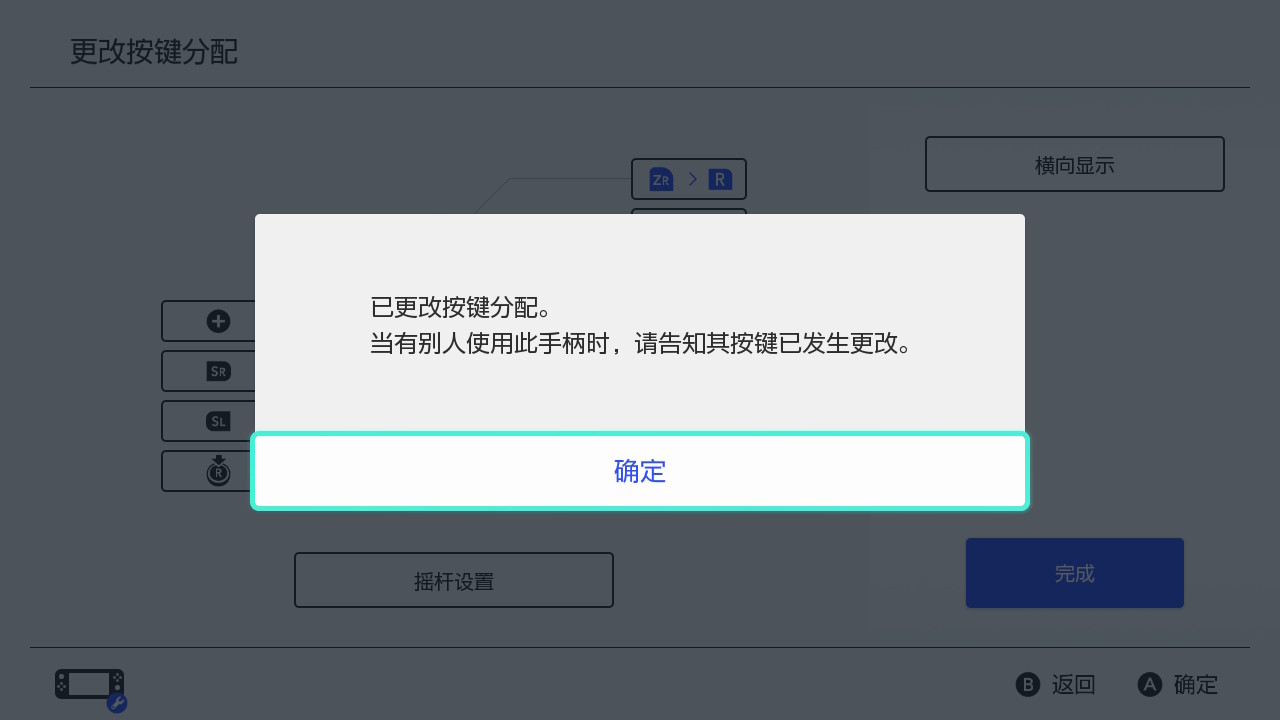 更改按键分配
ZR > R
横向显示
已更改按键分配。
当有别人使用此手柄时，请告知其按键已发生更改。
SR
SL
R
确定
摇杆设置
完成
B 返回 A 确定